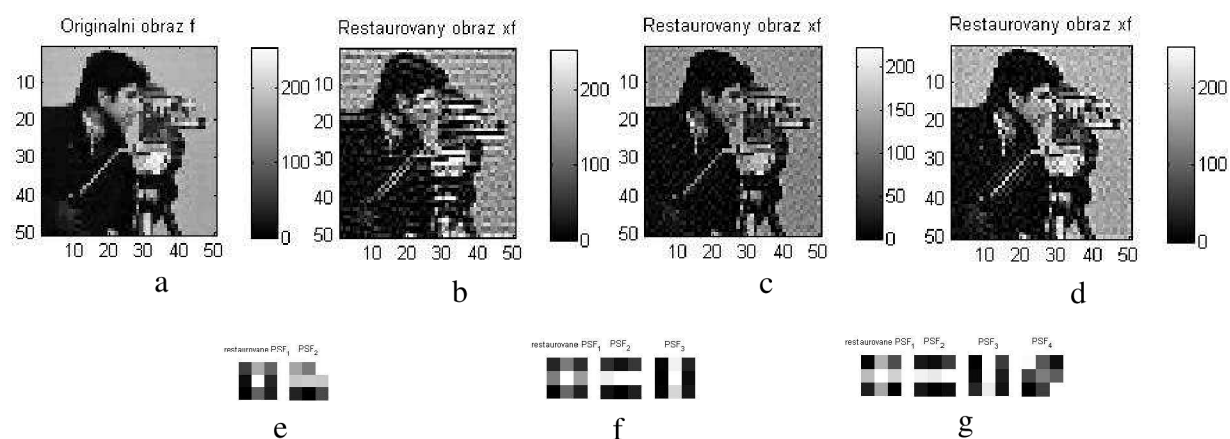 Originalni obraz f
10
20
30
40
50
10 20 30 40 50
200
100
0
a
Restaurovany obraz xf
10
20
30
40
50
10 20 30 40 50
200
100
0
b
Restaurovany obraz xf
10
20
30
40
50
10 20 30 40 50
200
150
100
50
0
c
Restaurovany obraz xf
10
20
30
40
50
10 20 30 40 50
200
100
0
d
restaurovane PSF1 PSF2
e
restaurovane PSF1 PSF2 PSF3
f
restaurovane PSF1 PSF2 PSF3 PSF4
g